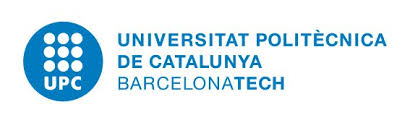 UPC
UNIVERSITAT POLITÈCNICA
DE CATALUNYA
BARCELONATECH